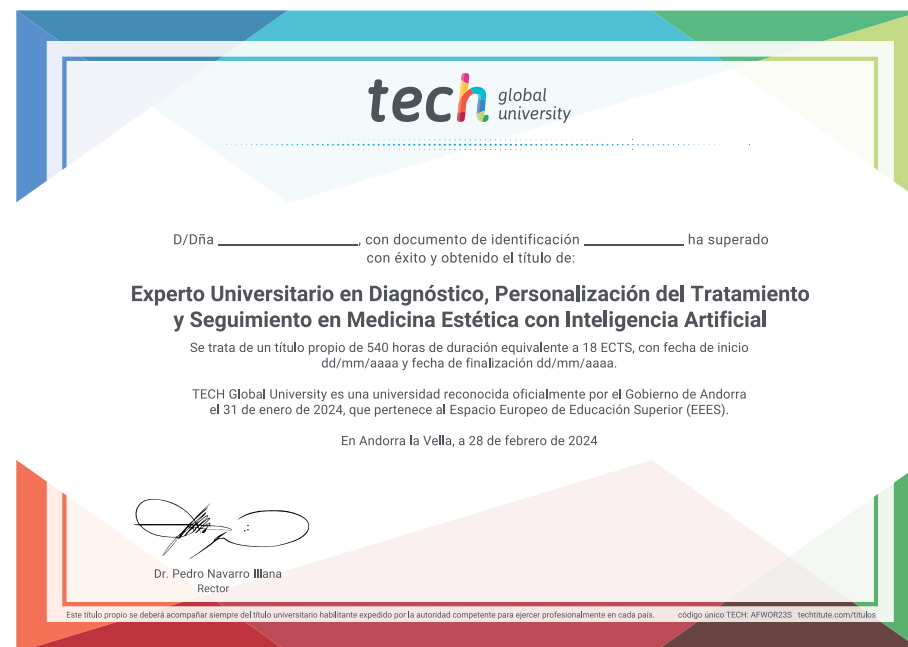 tech global university
D/Dña ____________, con documento de identificación ____________ ha superado
con éxito y obtenido el título de:
Experto Universitario en Diagnóstico, Personalización del Tratamiento
y Seguimiento en Medicina Estética con Inteligencia Artificial
Se trata de un título propio de 540 horas de duración equivalente a 18 ECTS, con fecha de inicio
dd/mm/aaaa y fecha de finalización dd/mm/aaaa.
TECH Global University es una universidad reconocida oficialmente por el Gobierno de Andorra
el 31 de enero de 2024, que pertenece al Espacio Europeo de Educación Superior (EEES).
En Andorra la Vella, a 28 de febrero de 2024
Dr. Pedro Navarro Illana
Rector
Este título propio se deberá acompañar siempre del título universitario habilitante expedido por la autoridad competente para ejercer profesionalmente en cada país. código único TECH: AFWOR23S techtitute.com/titulos